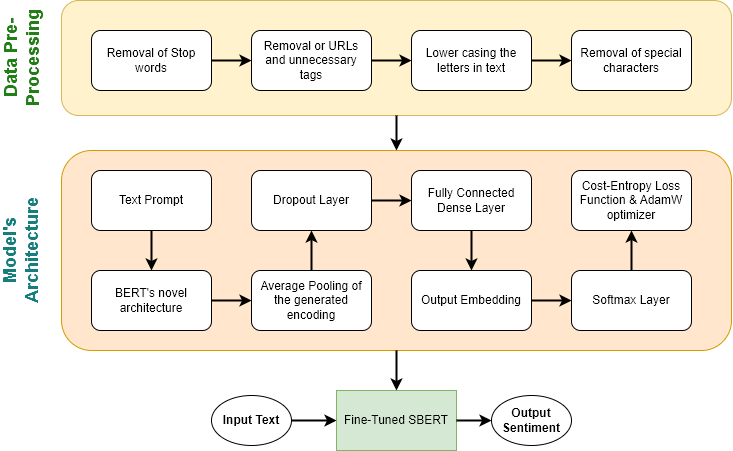 Data Pre-
Processing
Removal of Stop
words
Removal or URLs
and unnecessary
tags
Lower casing the
letters in text
Removal of special
characters
Model's
Architecture
Text Prompt
Dropout Layer
Fully Connected
Dense Layer
Cost-Entropy Loss
Function & AdamW
optimizer
BERT's novel
architecture
Average Pooling of
the generated
encoding
Output Embedding
Softmax Layer
Input Text
Fine-Tuned SBERT
Output
Sentiment